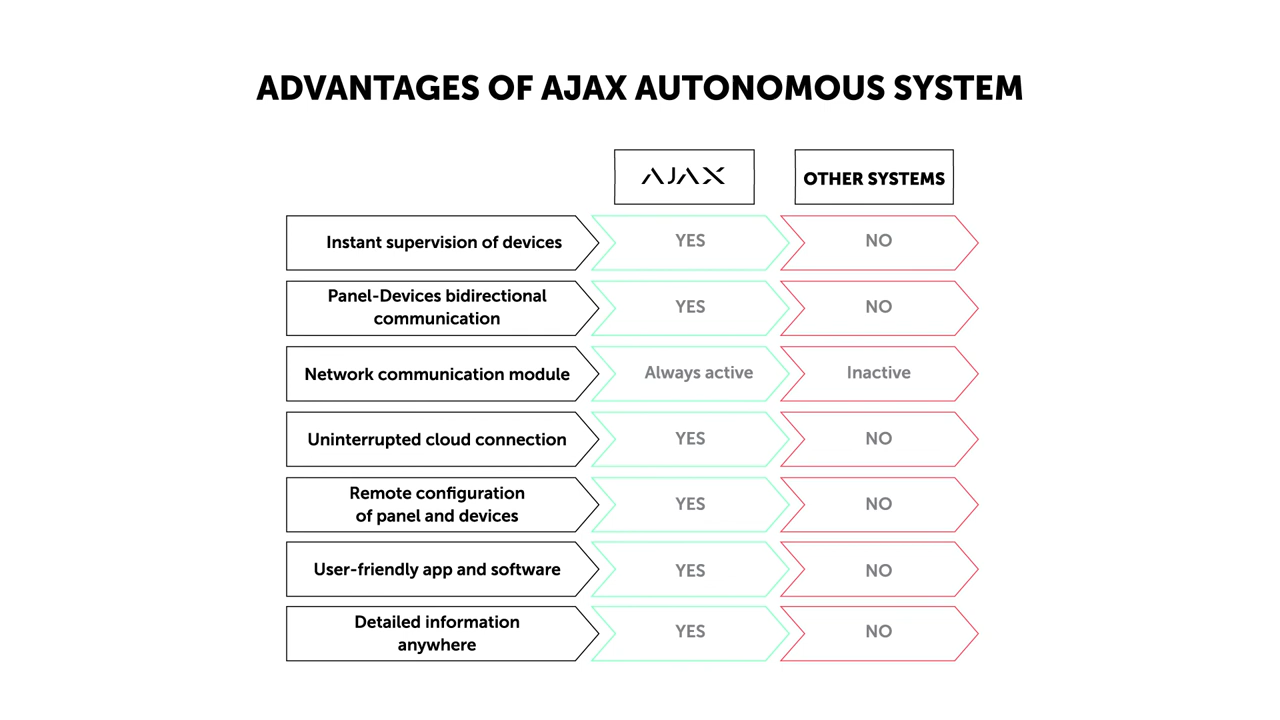 ADVANTAGES OF AJAX AUTONOMOUS SYSTEM
AJAX
OTHER SYSTEMS
Instant supervision of devices
YES
NO
Panel-Devices bidirectional
communication
YES
NO
Network communication module
Always active
Inactive
Uninterrupted cloud connection
YES
NO
Remote configuration
of panel and devices
YES
NO
User-friendly app and software
YES
NO
Detailed information
anywhere
YES
NO